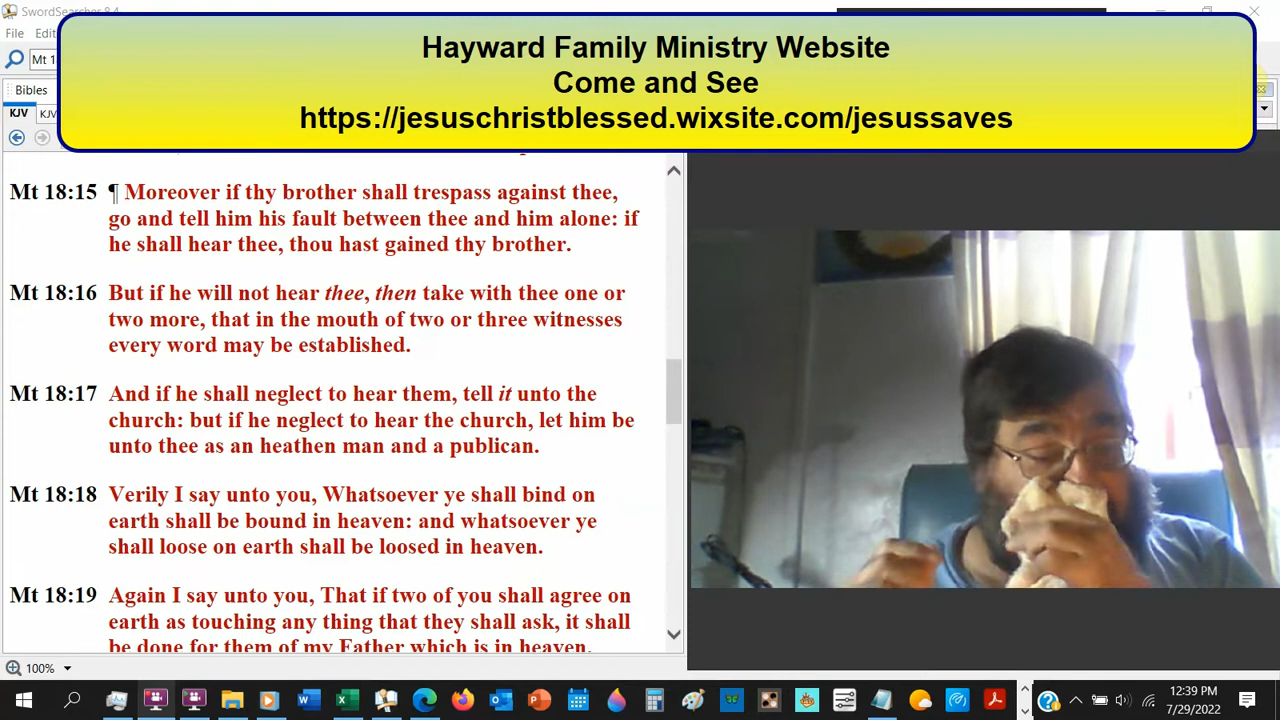 SwordSearcher 8.4
Hayward Family Ministry Website
Come and See
https://jesuschristblessed.wixsite.com/jesussaves
File Edi
Mt 1
Bibles
KJV KJV
Mt 18:15 ¶ Moreover if thy brother shall trespass against thee,
go and tell him his fault between thee and him alone: if
he shall hear thee, thou hast gained thy brother.
Mt 18:16 But if he will not hear thee, then take with thee one or
two more, that in the mouth of two or three witnesses
every word may be established.
Mt 18:17 And if he shall neglect to hear them, tell it unto the
church: but if he neglect to hear the church, let him be
unto thee as an heathen man and a publican.
Mt 18:18 Verily I say unto you, Whatsoever ye shall bind on
earth shall be bound in heaven: and whatsoever ye
shall loose on earth shall be loosed in heaven.
Mt 18:19 Again I say unto you, That if two of you shall agree on
earth as touching any thing that they shall ask, it shall
be done for them of my Father which is in heaven.
100%
12:39 PM
7/29/2022